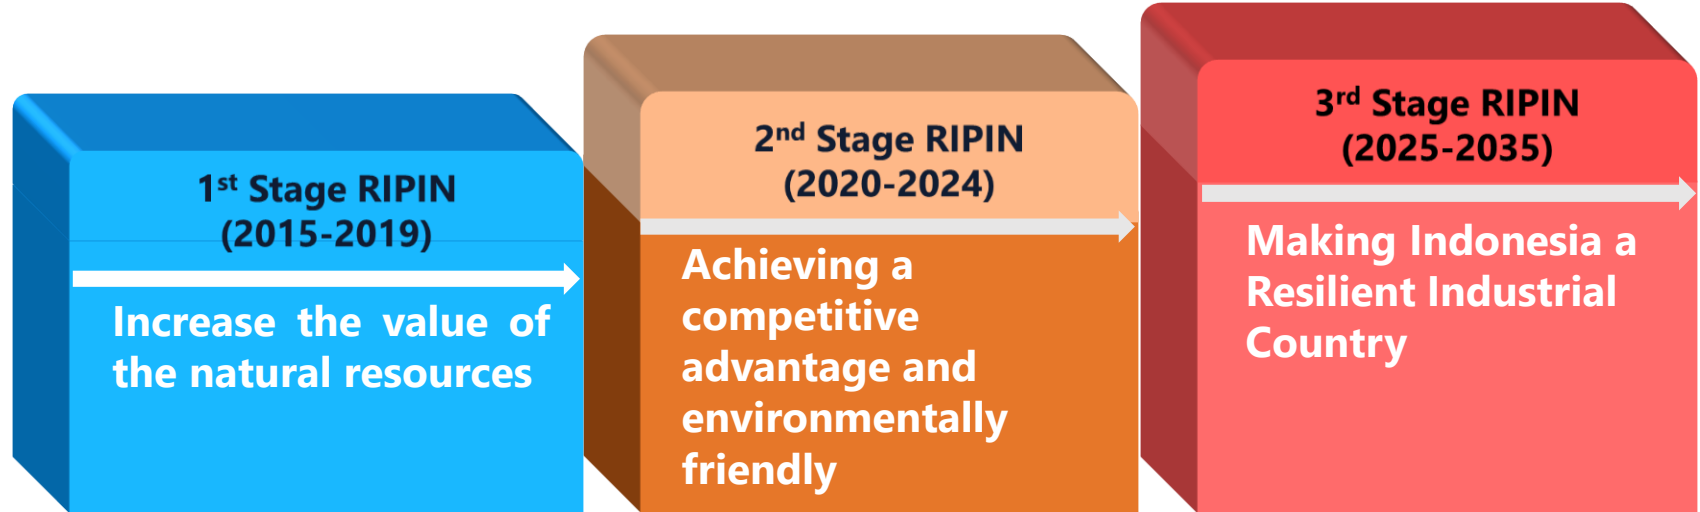 1st Stage RIPIN
(2015-2019)
Increase the value of
the natural resources
2nd Stage RIPIN
(2020-2024)
Achieving a
competitive
advantage and
environmentally
friendly
3rd Stage RIPIN
(2025-2035)
Making Indonesia a
Resilient Industrial
Country